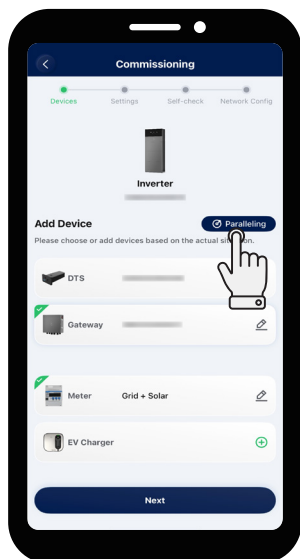 Commissioning
Devices Settings Self-check Network Config
Inverter
Add Device Paralleling
Please choose or add devices based on the actual situation.
DTS
Gateway
Meter Grid + Solar
EV Charger
Next